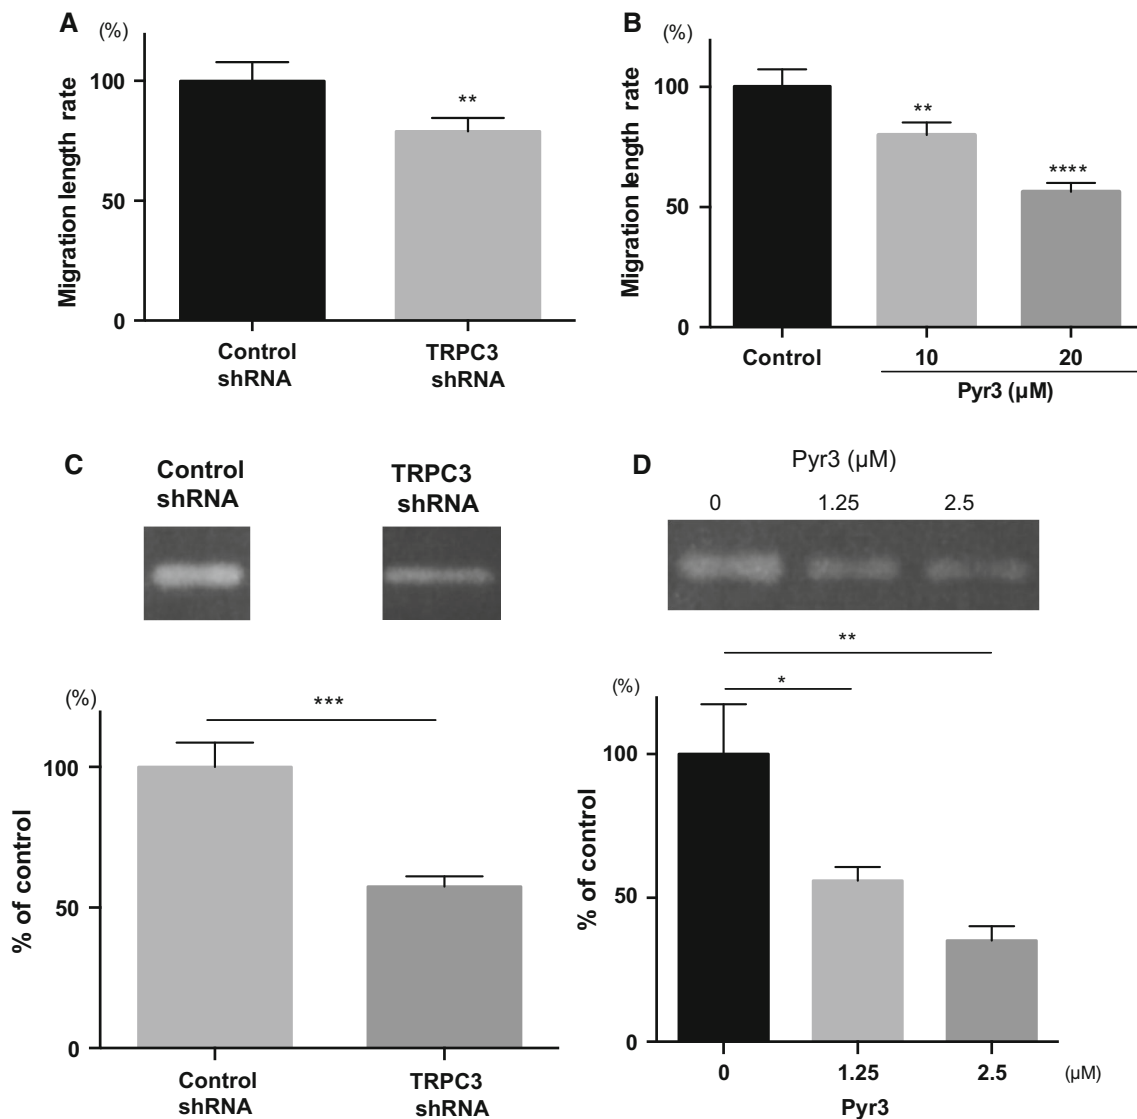 A
(%)
Migration length rate
100
50
0
**
Control
shRNA
TRPC3
shRNA
B
(%)
Migration length rate
100
50
0
**
****
Control
10
20
Pyr3 (µM)
C
Control
shRNA
TRPC3
shRNA
(%)
% of control
100
50
0
***
Control
shRNA
TRPC3
shRNA
D
Pyr3 (µM)
0 1.25 2.5
**
*
(%)
% of control
100
50
0
0 1.25 2.5 (µM)
Pyr3